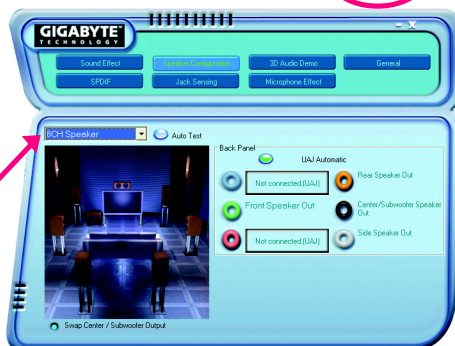 GIGABYTE™
TECHNOLOGY
- X
Sound Effect
Speaker Configuration
3D Audio Demo
General
SPDIF
Jack Sensing
Microphone Effect
8CH Speaker
Auto Test
Back Panel
UAJ Automatic
Not connected.(UAJ)
Rear Speaker Out
Front Speaker Out
Center/Subwoofer Speaker
Out
Not connected.(UAJ)
Side Speaker Out
Swap Center / Subwoofer Output